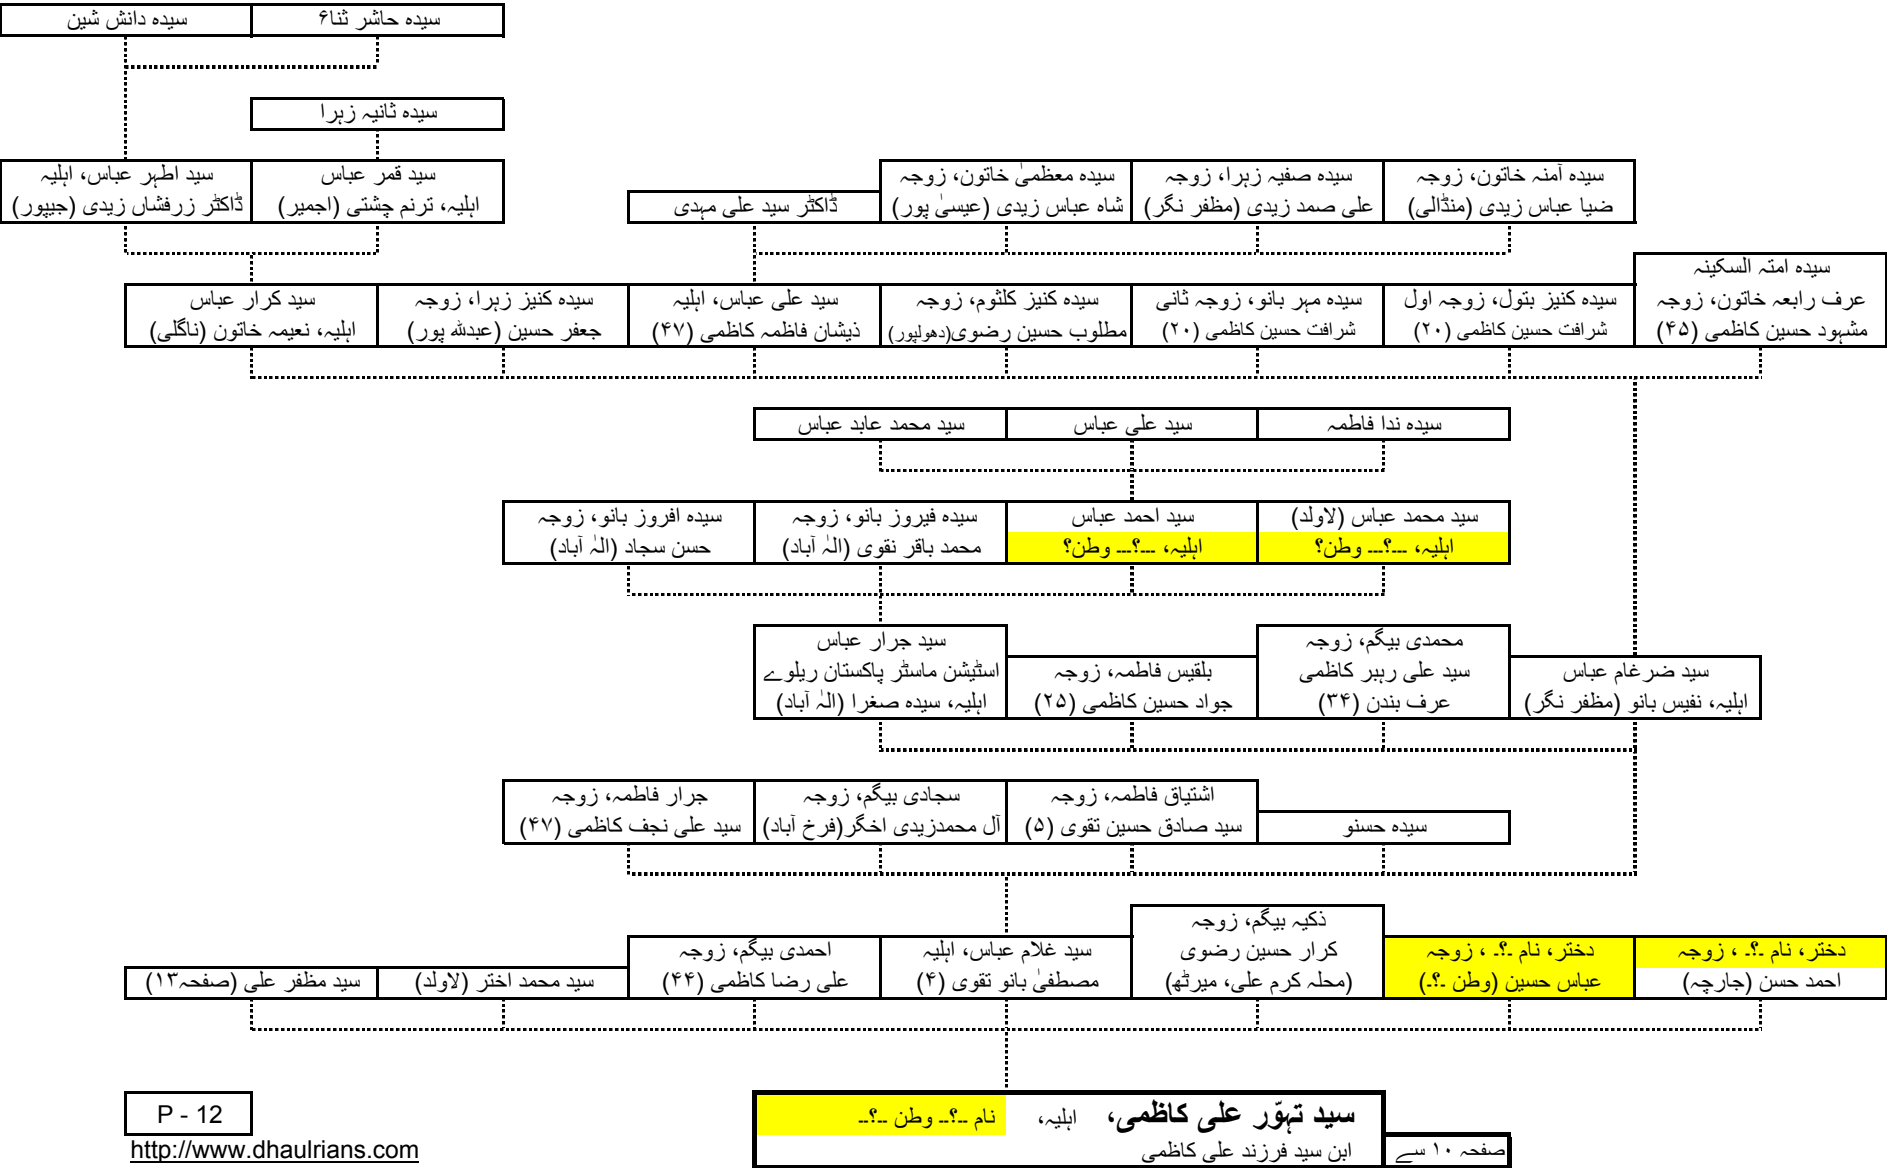 سیدہ حاشر ثنا۶
سیدہ دانش شین
سیدہ ثانیہ زہرا
سیدہ آمنہ خاتون، زوجہ
ضیا عباس زیدی (منڈالی)
سیدہ صفیہ زہرا، زوجہ
علی صمد زیدی (مظفر نگر)
سیدہ معظمیٰ خاتون، زوجہ
شاہ عباس زیدی (عیسیٰ پور)
ڈاکٹر سید علی مہدی
سید قمر عباس
اہلیہ، ترنم چشتی (اجمیر)
سید اطہر عباس، اہلیہ
ڈاکٹر زرفشاں زیدی (جیپور)
سیدہ امتہ السکینہ
عرف رابعہ خاتون، زوجہ
مشہود حسین کاظمی (۴۵)
سیدہ کنیز بتول، زوجہ اول
شرافت حسین کاظمی (۲۰)
سیدہ مہر بانو، زوجہ ثانی
شرافت حسین کاظمی (۲۰)
سیدہ کنیز کلثوم، زوجہ
مطلوب حسین رضوی(دھولپور)
سید علی عباس، اہلیہ
ذیشان فاطمہ کاظمی (۴۷)
سیدہ کنیز زہرا، زوجہ
جعفر حسین (عبدللہ پور)
سید کرار عباس
اہلیہ، نعیمہ خاتون (ناگلی)
سیدہ ندا فاطمہ
سید علی عباس
سید محمد عابد عباس
سید محمد عباس (لاولد)
اہلیہ، ۔۔؟۔۔ وطن؟
سید احمد عباس
اہلیہ، ۔۔؟۔۔ وطن؟
سیدہ فیروز بانو، زوجہ
محمد باقر نقوی (الہٰ آباد)
سیدہ افروز بانو، زوجہ
حسن سجاد (الہٰ آباد)
سید ضرغام عباس
اہلیہ، نفیس بانو (مظفر نگر)
محمدی بیگم، زوجہ
سید علی رہبر کاظمی
عرف بندن (۳۴)
بلقیس فاطمہ، زوجہ
جواد حسین کاظمی (۲۵)
سید جرار عباس
اسٹیشن ماسٹر پاکستان ریلوے
اہلیہ، سیدہ صغرا (الہٰ آباد)
سیدہ حسنو
اشتیاق فاطمہ، زوجہ
سید صادق حسین تقوی (۵)
سجادی بیگم، زوجہ
آل محمدزیدی اخگر(فرخ آباد)
جرار فاطمہ، زوجہ
سید علی نجف کاظمی (۴۷)
دختر، نام ۔؟۔ ، زوجہ
احمد حسن (جارچہ)
دختر، نام ۔؟۔ ، زوجہ
عباس حسین (وطن ۔؟۔)
ذکیہ بیگم، زوجہ
کرار حسین رضوی
(محلہ کرم علی، میرٹھ)
سید غلام عباس، اہلیہ
مصطفیٰ بانو تقوی (۴)
احمدی بیگم، زوجہ
علی رضا کاظمی (۴۴)
سید محمد اختر (لاولد)
سید مظفر علی (صفحہ۱۳)
سید تہوّر علی کاظمی، اہلیہ، نام ۔۔؟۔۔ وطن ۔۔؟۔۔
ابن سید فرزند علی کاظمی
صفحہ ۱۰ سے
P - 12
http://www.dhaulrians.com